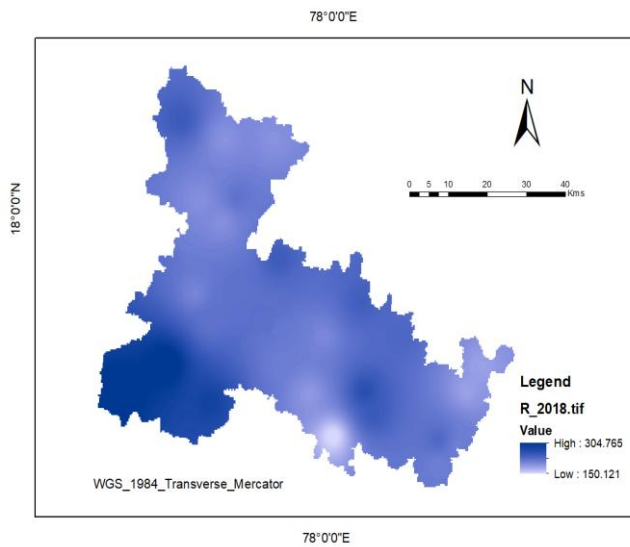 78°0'0"E
N
0 5 10 20 30 40
Kms
18°0'0"N
Legend
R_2018.tif
Value
High : 304.765
Low : 150.121
WGS_1984_Transverse_Mercator
78°0'0"E